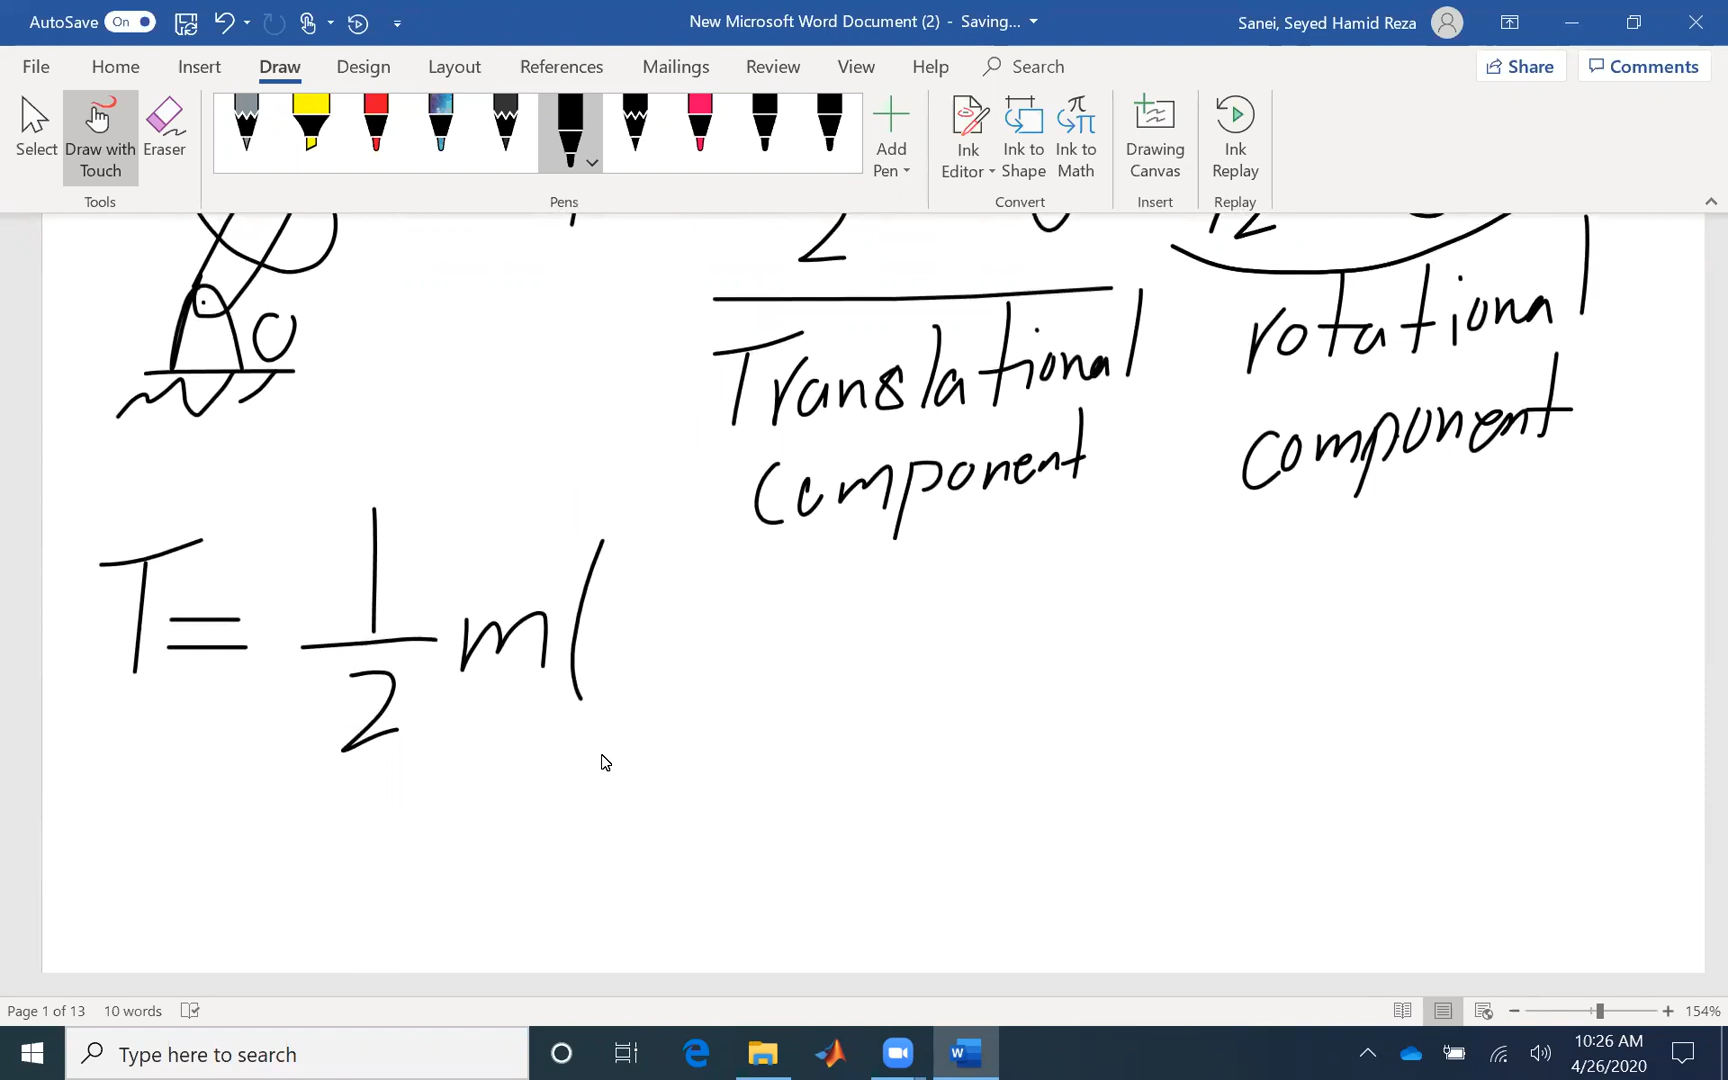 AutoSave On New Microsoft Word Document (2) - Saving... Sanei, Seyed Hamid Reza
File Home Insert Draw Design Layout References Mailings Review View Help Search Share Comments
Select Draw with Touch Eraser Add Pen Ink Editor Ink to Shape Ink to Math Drawing Canvas Ink Replay
Tools Pens Convert Insert Replay
2 12
O
Translational rotational
component component
T = 1/2 m(
Page 1 of 13 10 words 154%
Type here to search 10:26 AM
4/26/2020